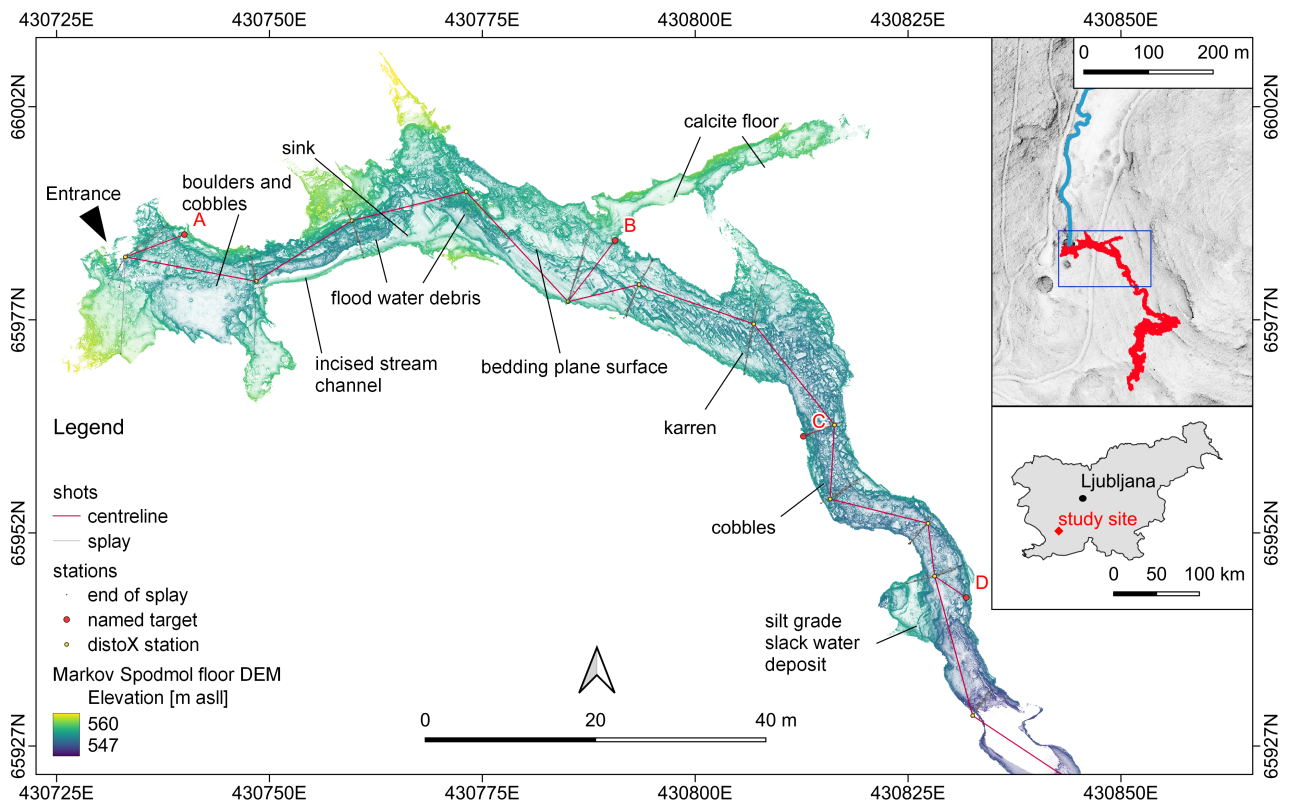 430725E 430750E 430775E 430800E 430825E 430850E
66002N
65977N
65952N
65927N
66002N
65977N
65952N
65927N
0 100 200 m
calcite floor
sink
Entrance
boulders and
cobbles
A
B
flood water debris
incised stream
channel
bedding plane surface
karren
C
cobbles
D
silt grade
slack water
deposit
Ljubljana
study site
0 50 100 km
Legend
shots
centreline
splay
stations
end of splay
named target
distoX station
Markov Spodmol floor DEM
Elevation [m asll]
560
547
0 20 40 m
430725E 430750E 430775E 430800E 430825E 430850E